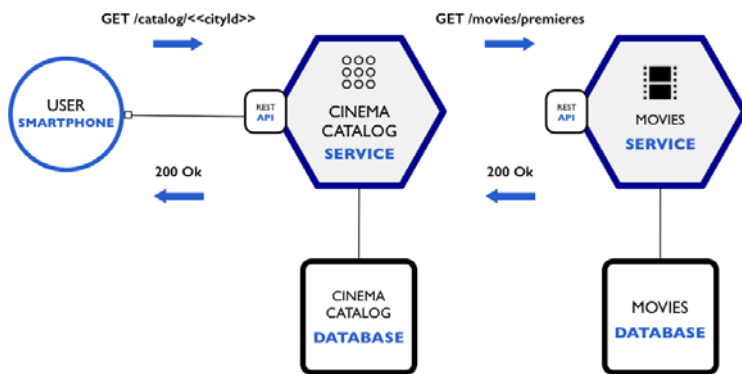 GET /catalog/<<cityId>>
GET /movies/premieres
USER
SMARTPHONE
REST
API
CINEMA
CATALOG
SERVICE
REST
API
MOVIES
SERVICE
200 Ok
200 Ok
CINEMA
CATALOG
DATABASE
MOVIES
DATABASE